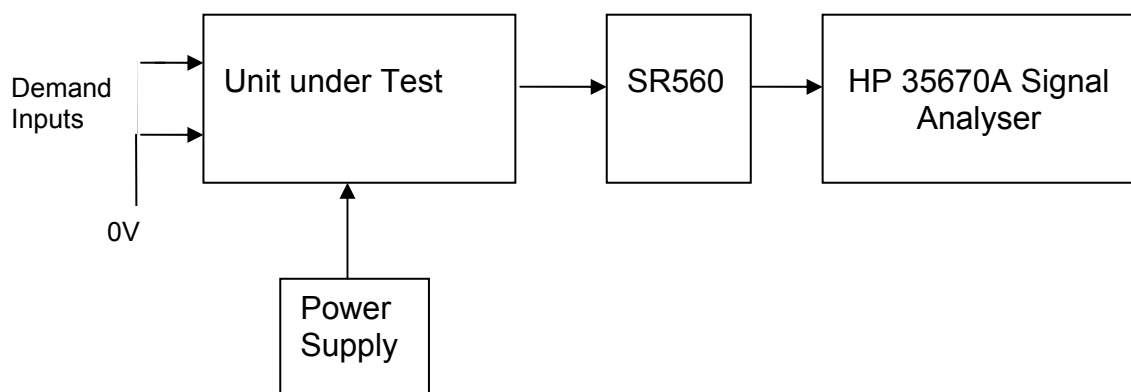 Demand
Inputs
0V
Unit under Test
SR560
HP 35670A Signal
Analyser
Power
Supply